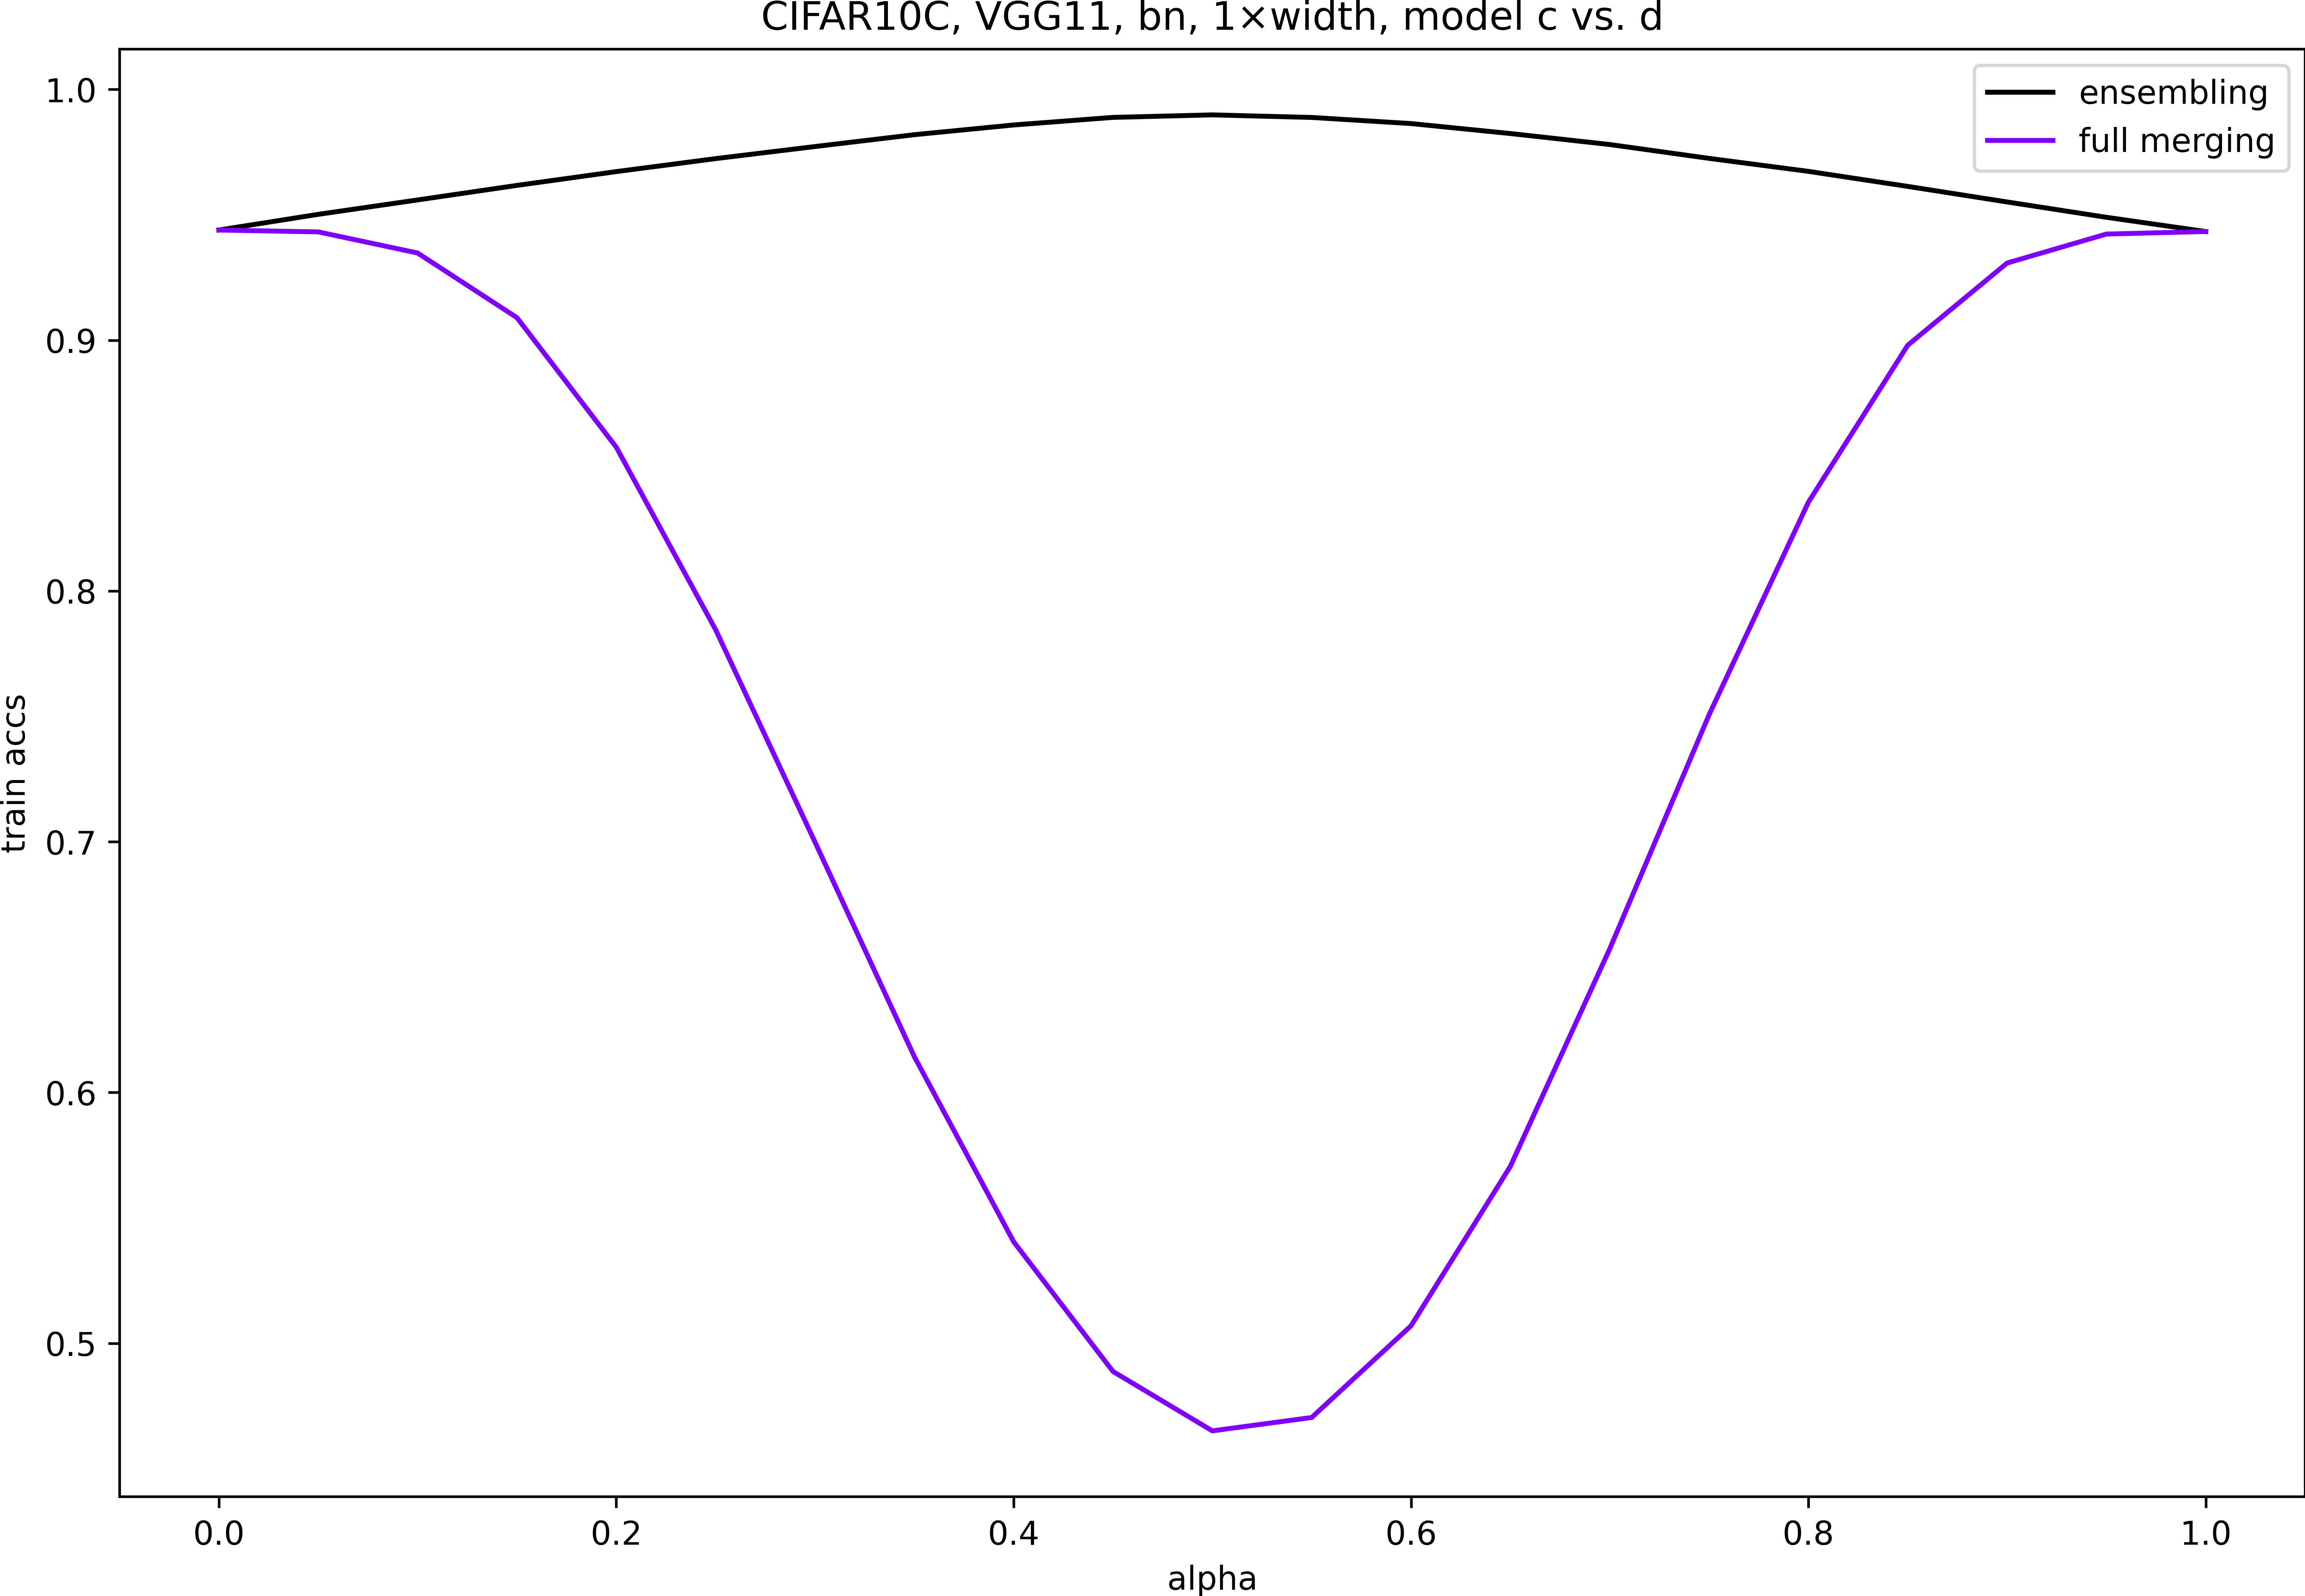 CIFAR10C, VGG11, bn, 1×width, model c vs. d
ensembling
full merging
1.0
0.9
0.8
0.7
0.6
0.5
train accs
0.0 0.2 0.4 0.6 0.8 1.0
alpha